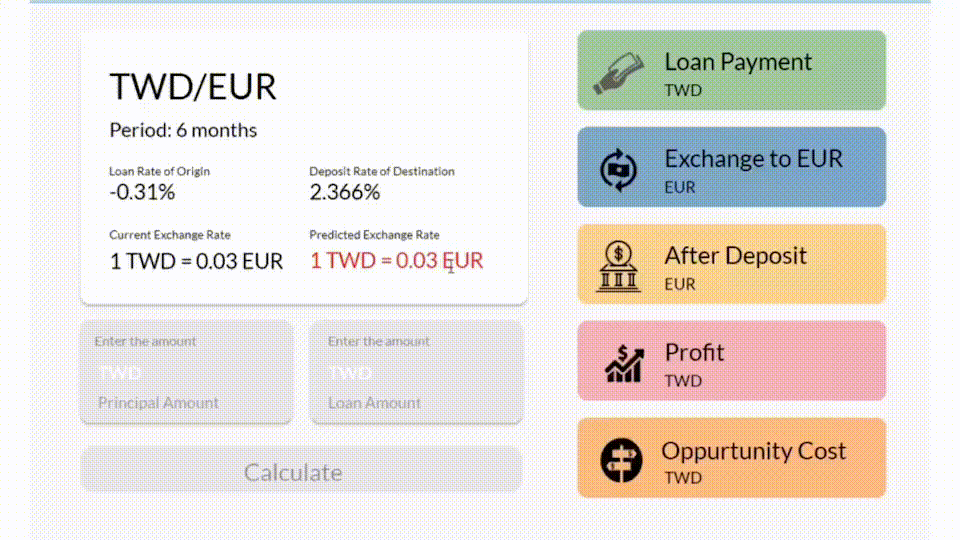 TWD/EUR
Period: 6 months
Loan Rate of Origin
-0.31%
Deposit Rate of Destination
2.366%
Current Exchange Rate
1 TWD = 0.03 EUR
Predicted Exchange Rate
1 TWD = 0.03 EUR
Enter the amount
TWD
Principal Amount
Enter the amount
TWD
Loan Amount
Calculate
Loan Payment
TWD
Exchange to EUR
EUR
After Deposit
EUR
Profit
TWD
Oppurtunity Cost
TWD